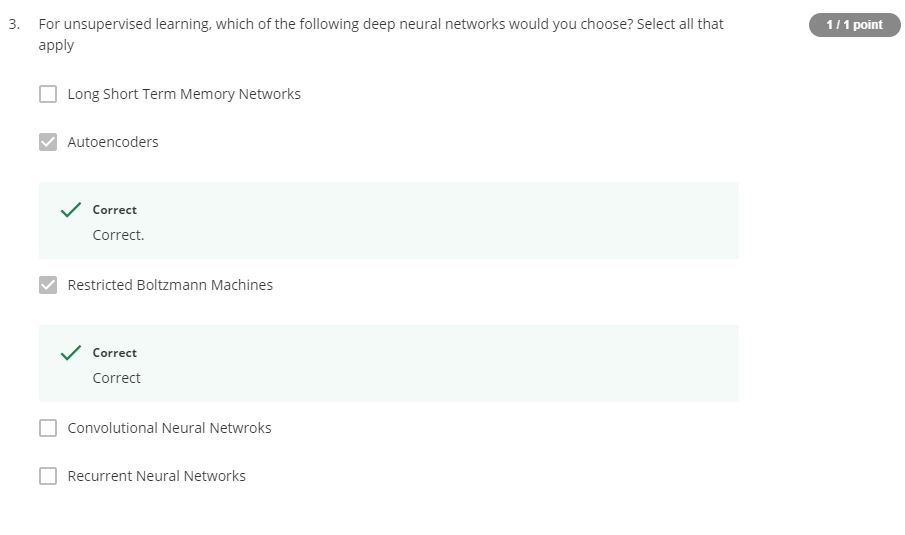 3. For unsupervised learning, which of the following deep neural networks would you choose? Select all that
apply
1 / 1 point
Long Short Term Memory Networks
Autoencoders
Correct
Correct.
Restricted Boltzmann Machines
Correct
Correct
Convolutional Neural Netwroks
Recurrent Neural Networks